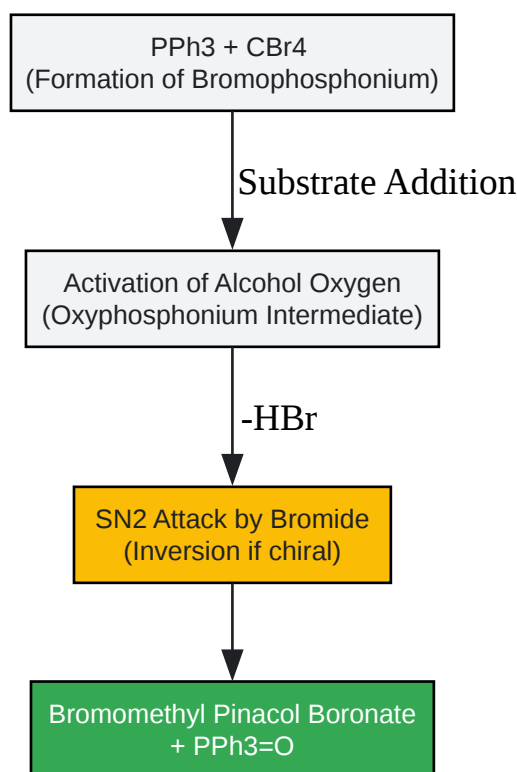 PPh3 + CBr4
(Formation of Bromophosphonium)
Substrate Addition
Activation of Alcohol Oxygen
(Oxyphosphonium Intermediate)
-HBr
SN2 Attack by Bromide
(Inversion if chiral)
Bromomethyl Pinacol Boronate
+ PPh3=O